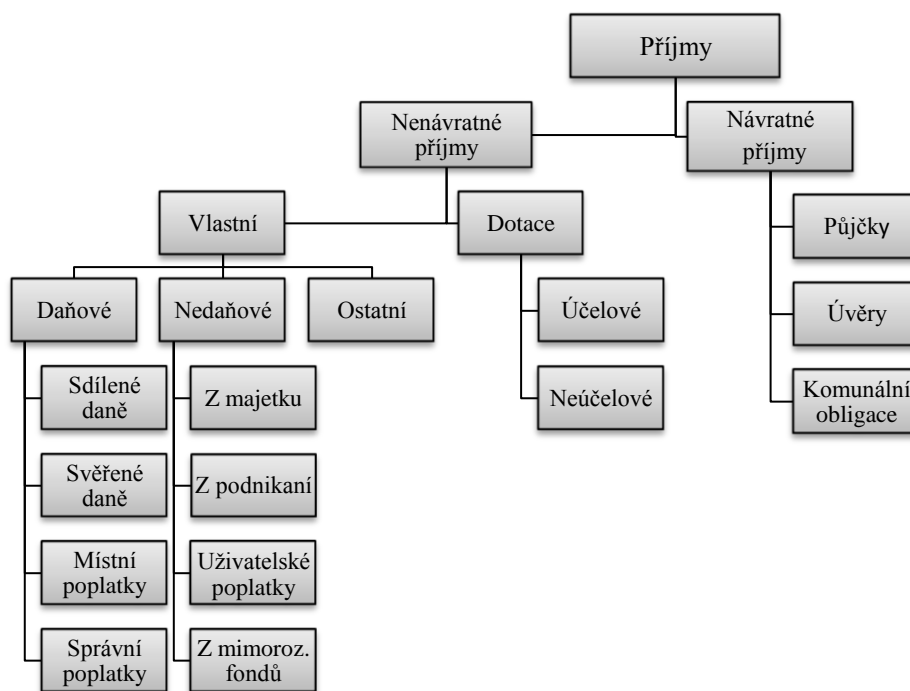 Příjmy
Nenávratné
příjmy
Návratné
příjmy
Vlastní
Dotace
Půjčky
Daňové
Nedaňové
Ostatní
Účelové
Úvěry
Sdílené
daně
Z majetku
Neúčelové
Komunální
obligace
Svěřené
daně
Z podnikaní
Místní
poplatky
Uživatelské
poplatky
Správní
poplatky
Z mimoroz.
fondů